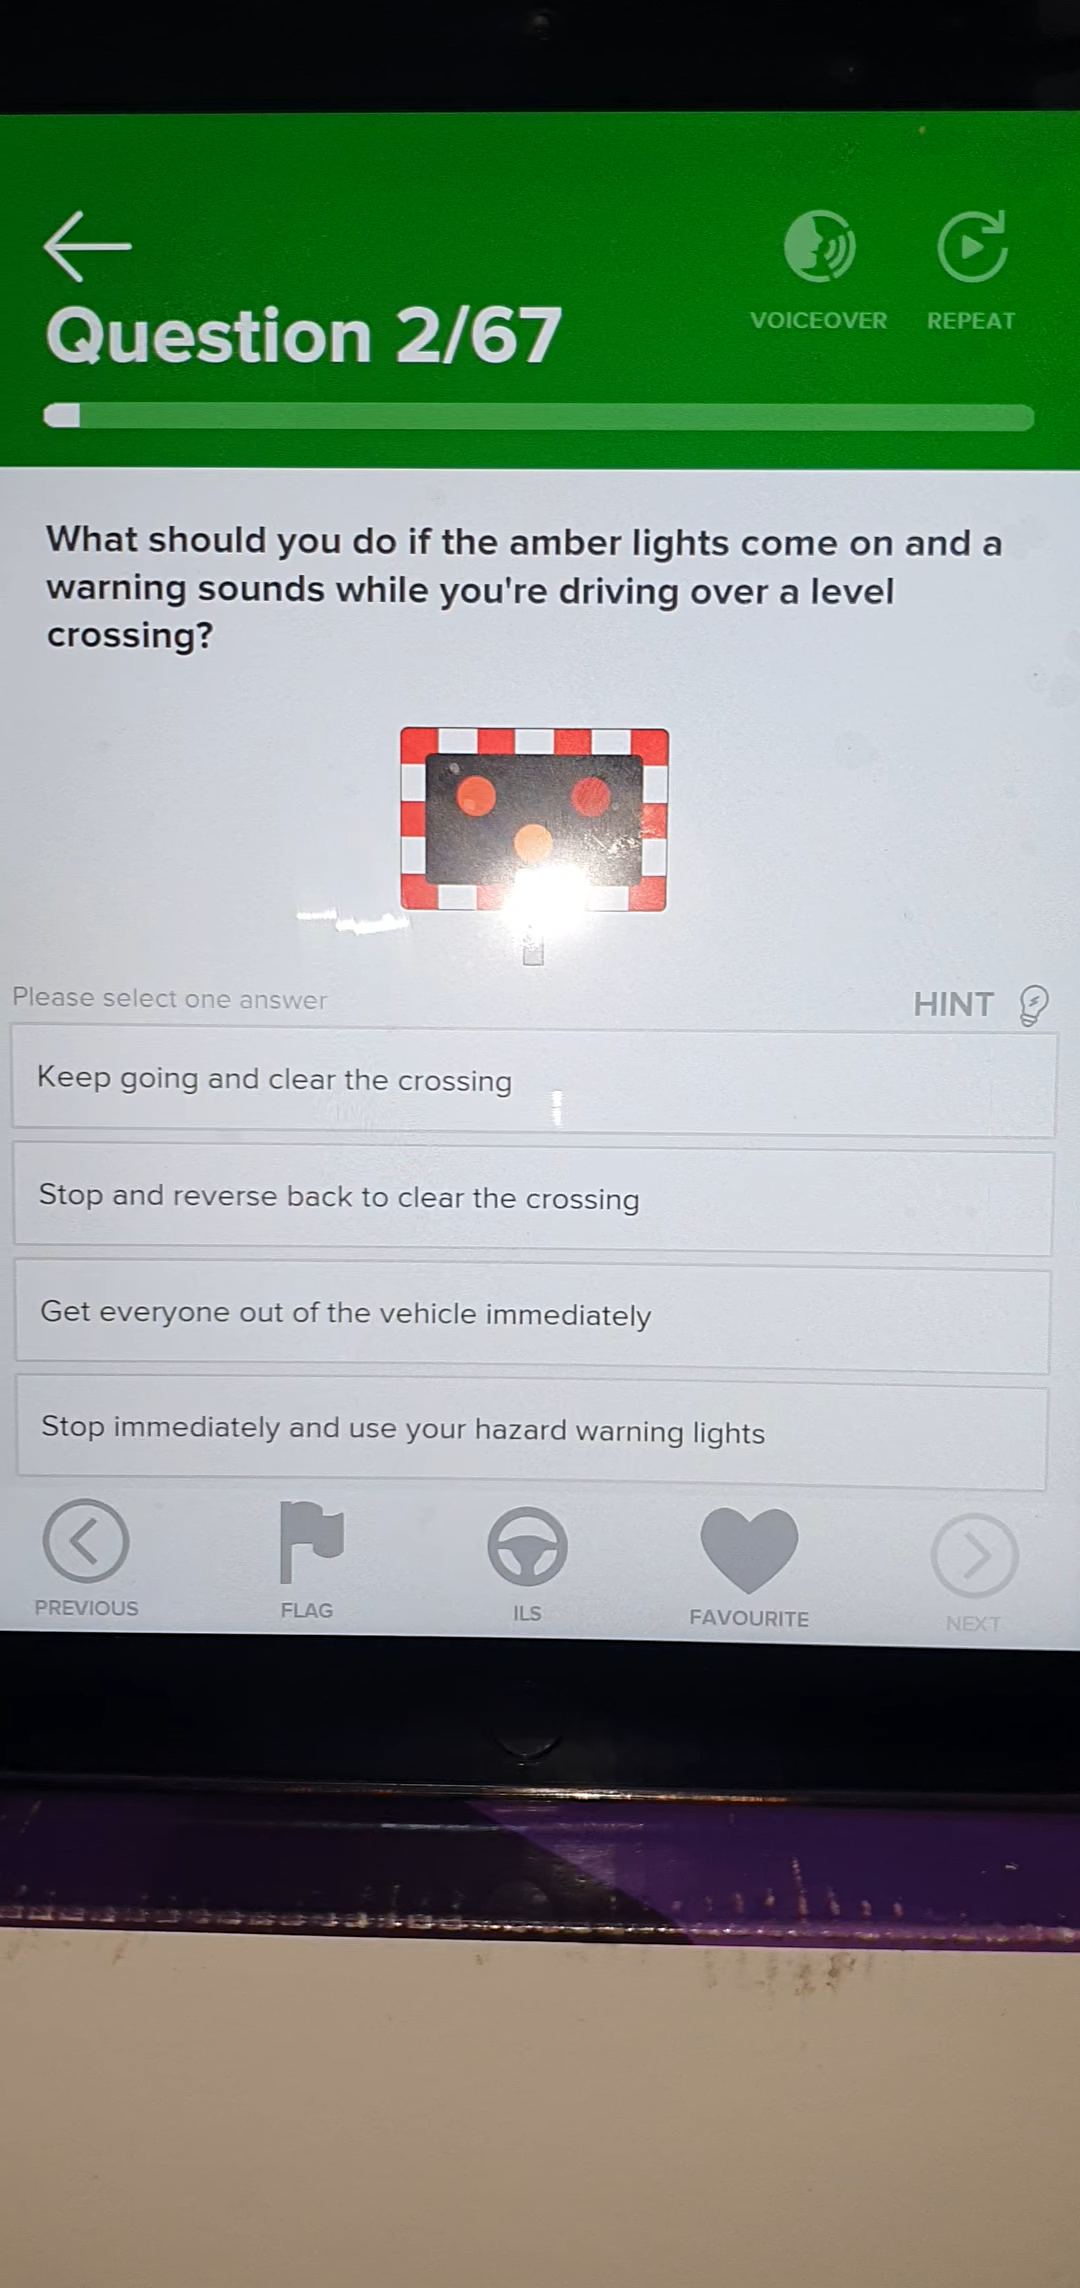 VOICEOVER
REPEAT
Question 2/67
What should you do if the amber lights come on and a
warning sounds while you're driving over a level
crossing?
Please select one answer
HINT
Keep going and clear the crossing
Stop and reverse back to clear the crossing
Get everyone out of the vehicle immediately
Stop immediately and use your hazard warning lights
PREVIOUS
FLAG
ILS
FAVOURITE
NEXT